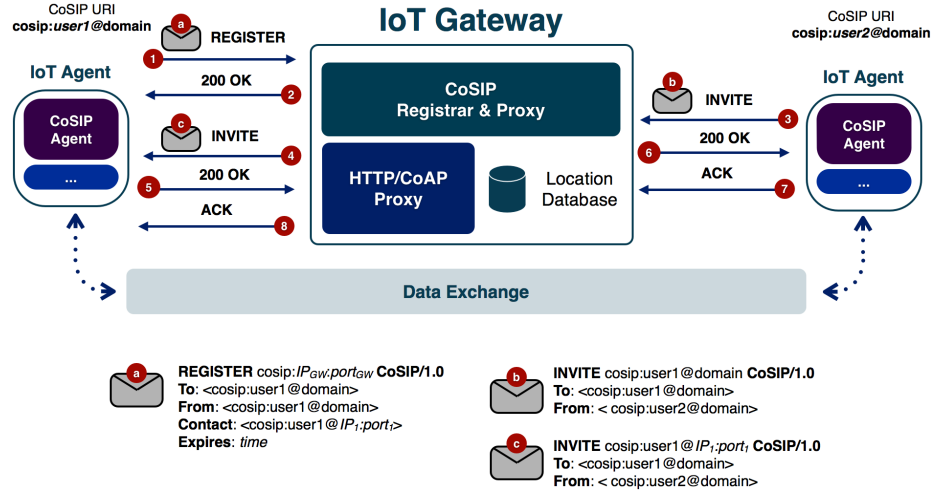 CoSIP URI
cosip:user1@domain
a
REGISTER
IoT Gateway
CoSIP URI
cosip:user2@domain
1
IoT Agent
CoSIP
Agent
...
200 OK
2
c
INVITE
4
200 OK
5
ACK
8
CoSIP
Registrar & Proxy
HTTP/CoAP
Proxy
Location
Database
b
INVITE
3
200 OK
6
ACK
7
IoT Agent
CoSIP
Agent
...
Data Exchange
a
REGISTER cosip:IPGW:portGW CoSIP/1.0
To: <cosip:user1@domain>
From: <cosip:user1@domain>
Contact: <cosip:user1@IP1:port1>
Expires: time
b
INVITE cosip:user1@domain CoSIP/1.0
To: <cosip:user1@domain>
From: < cosip:user2@domain>
c
INVITE cosip:user1@IP1:port1 CoSIP/1.0
To: <cosip:user1@domain>
From: < cosip:user2@domain>